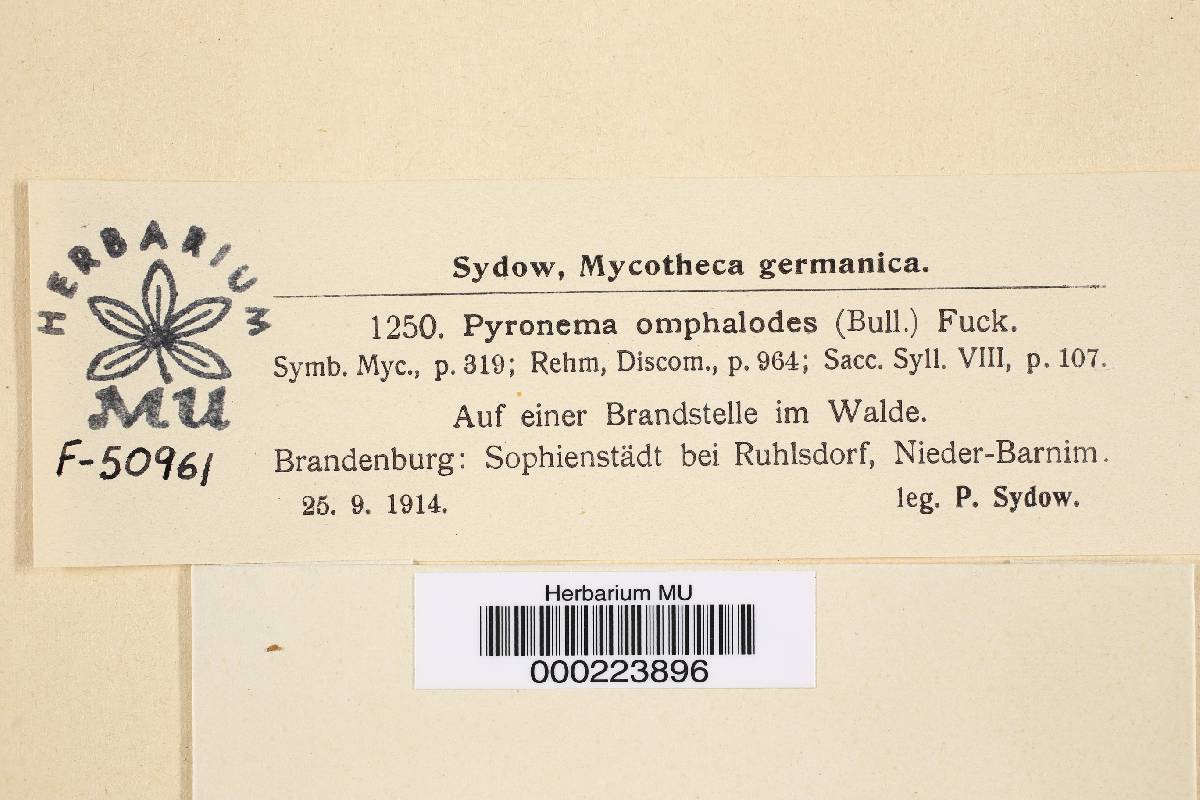 HERBARIUM
MU
F-50961
Sydow, Mycotheca germanica.
1250. Pyronema omphalodes (Bull.) Fuck.
Symb. Myc., p. 319; Rehm, Discom., p. 964; Sacc. Syll. VIII, p. 107.
Auf einer Brandstelle im Walde.
Brandenburg: Sophienstädt bei Ruhlsdorf, Nieder-Barnim.
25. 9. 1914. leg. P. Sydow.
Herbarium MU
000223896